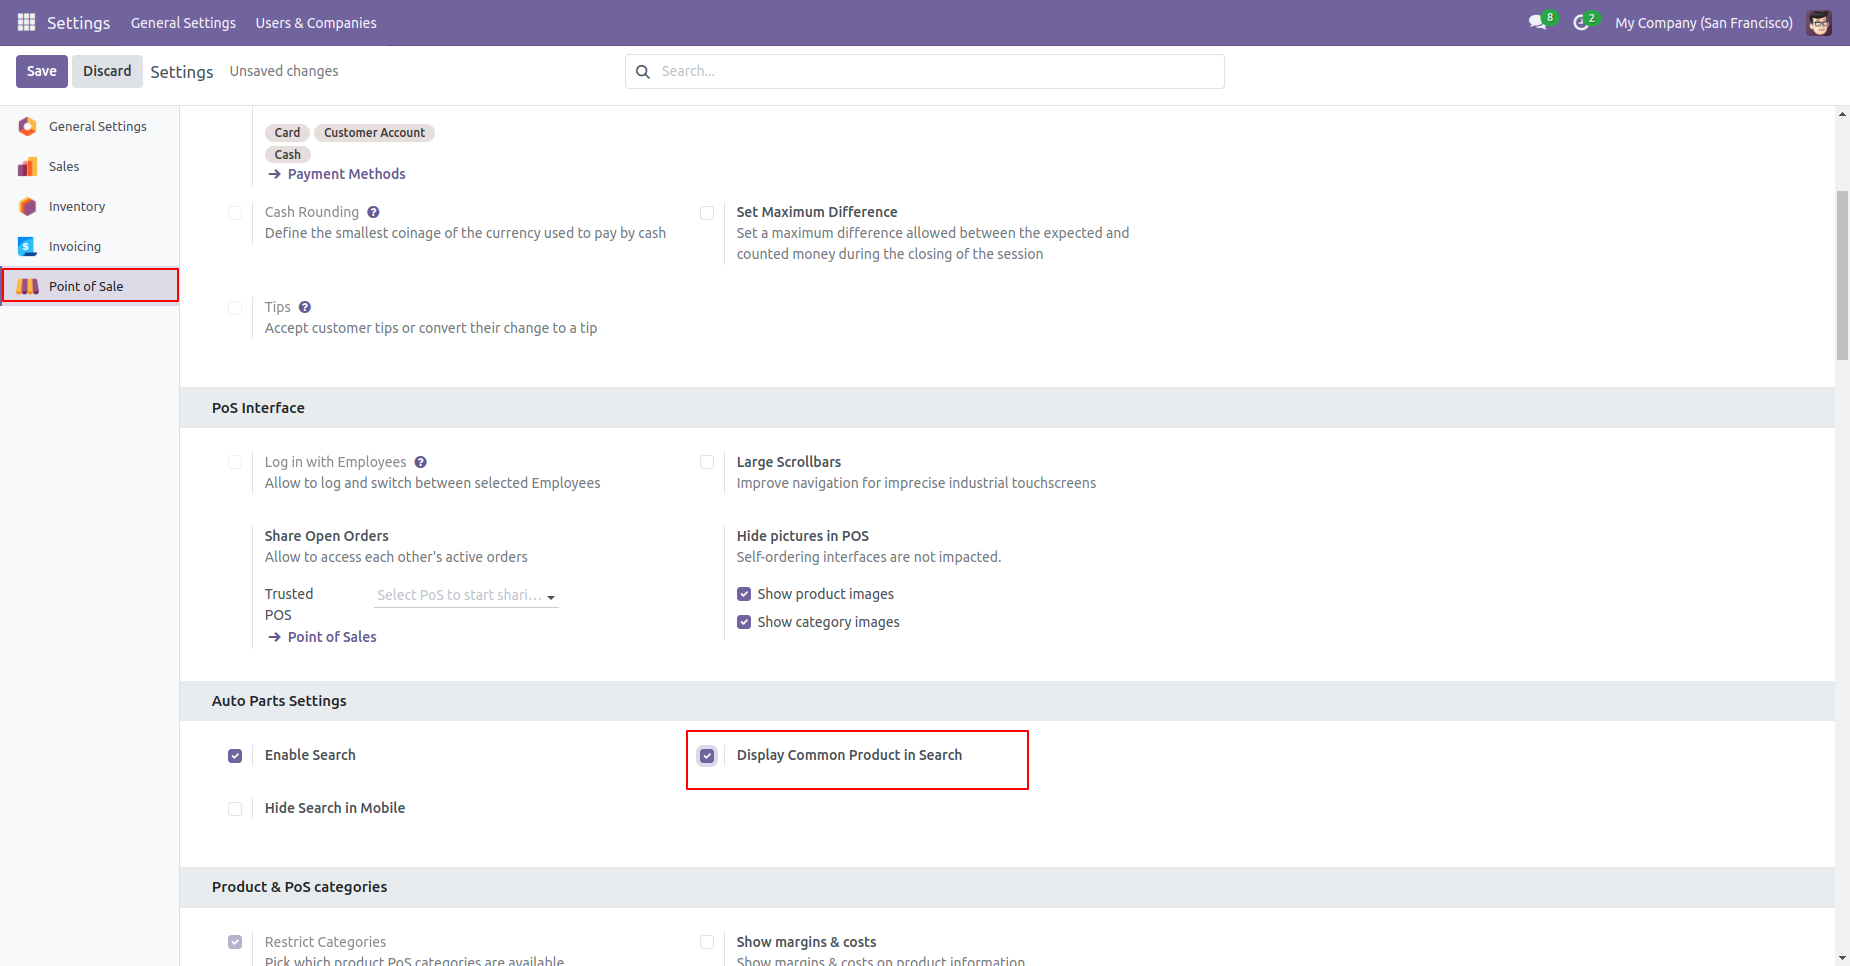 Settings General Settings Users & Companies 8 2 My Company (San Francisco)
Save Discard Settings Unsaved changes Search...
General Settings
Sales
Inventory
Invoicing
Point of Sale
Card Customer Account
Cash
Payment Methods
Cash Rounding ?
Define the smallest coinage of the currency used to pay by cash
Set Maximum Difference
Set a maximum difference allowed between the expected and
counted money during the closing of the session
Tips ?
Accept customer tips or convert their change to a tip
PoS Interface
Log in with Employees ?
Allow to log and switch between selected Employees
Large Scrollbars
Improve navigation for imprecise industrial touchscreens
Share Open Orders
Allow to access each other's active orders
Trusted
POS
Select PoS to start shari...
Point of Sales
Hide pictures in POS
Self-ordering interfaces are not impacted.
Show product images
Show category images
Auto Parts Settings
Enable Search
Display Common Product in Search
Hide Search in Mobile
Product & PoS categories
Restrict Categories
Pick which product PoS categories are available
Show margins & costs
Show margins & costs on product information